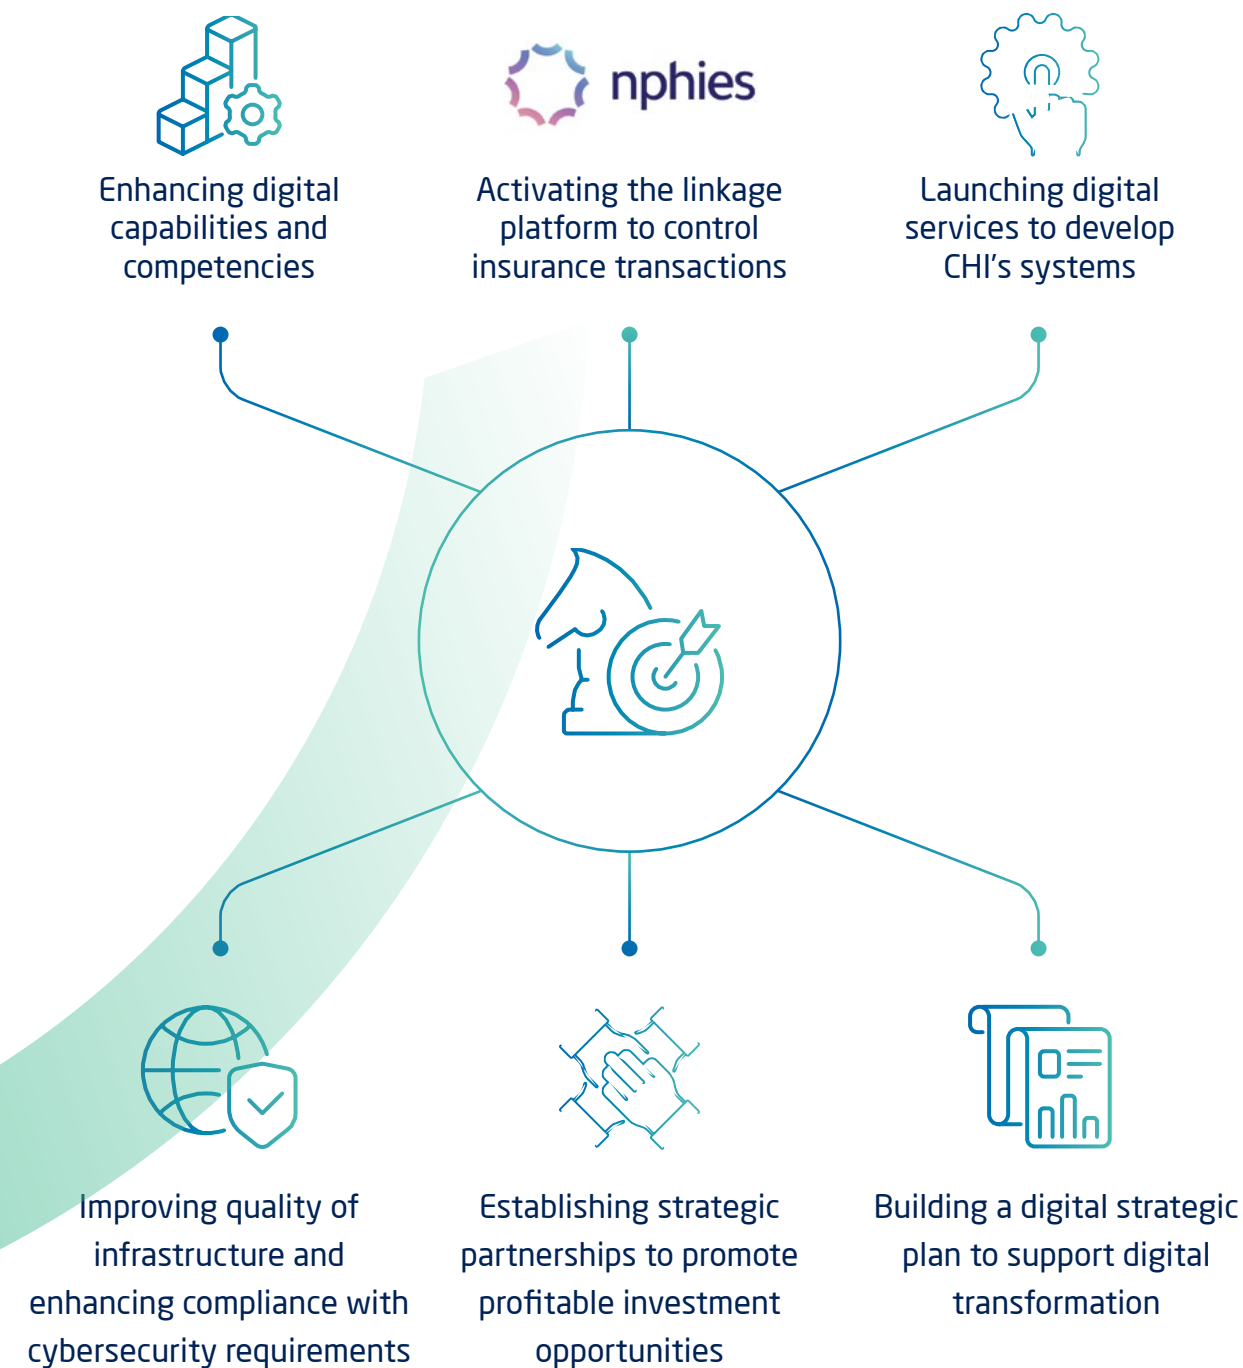 nphies
Enhancing digital
capabilities and
competencies
Activating the linkage
platform to control
insurance transactions
Launching digital
services to develop
CHI's systems
Improving quality of
infrastructure and
enhancing compliance with
cybersecurity requirements
Establishing strategic
partnerships to promote
profitable investment
opportunities
Building a digital strategic
plan to support digital
transformation